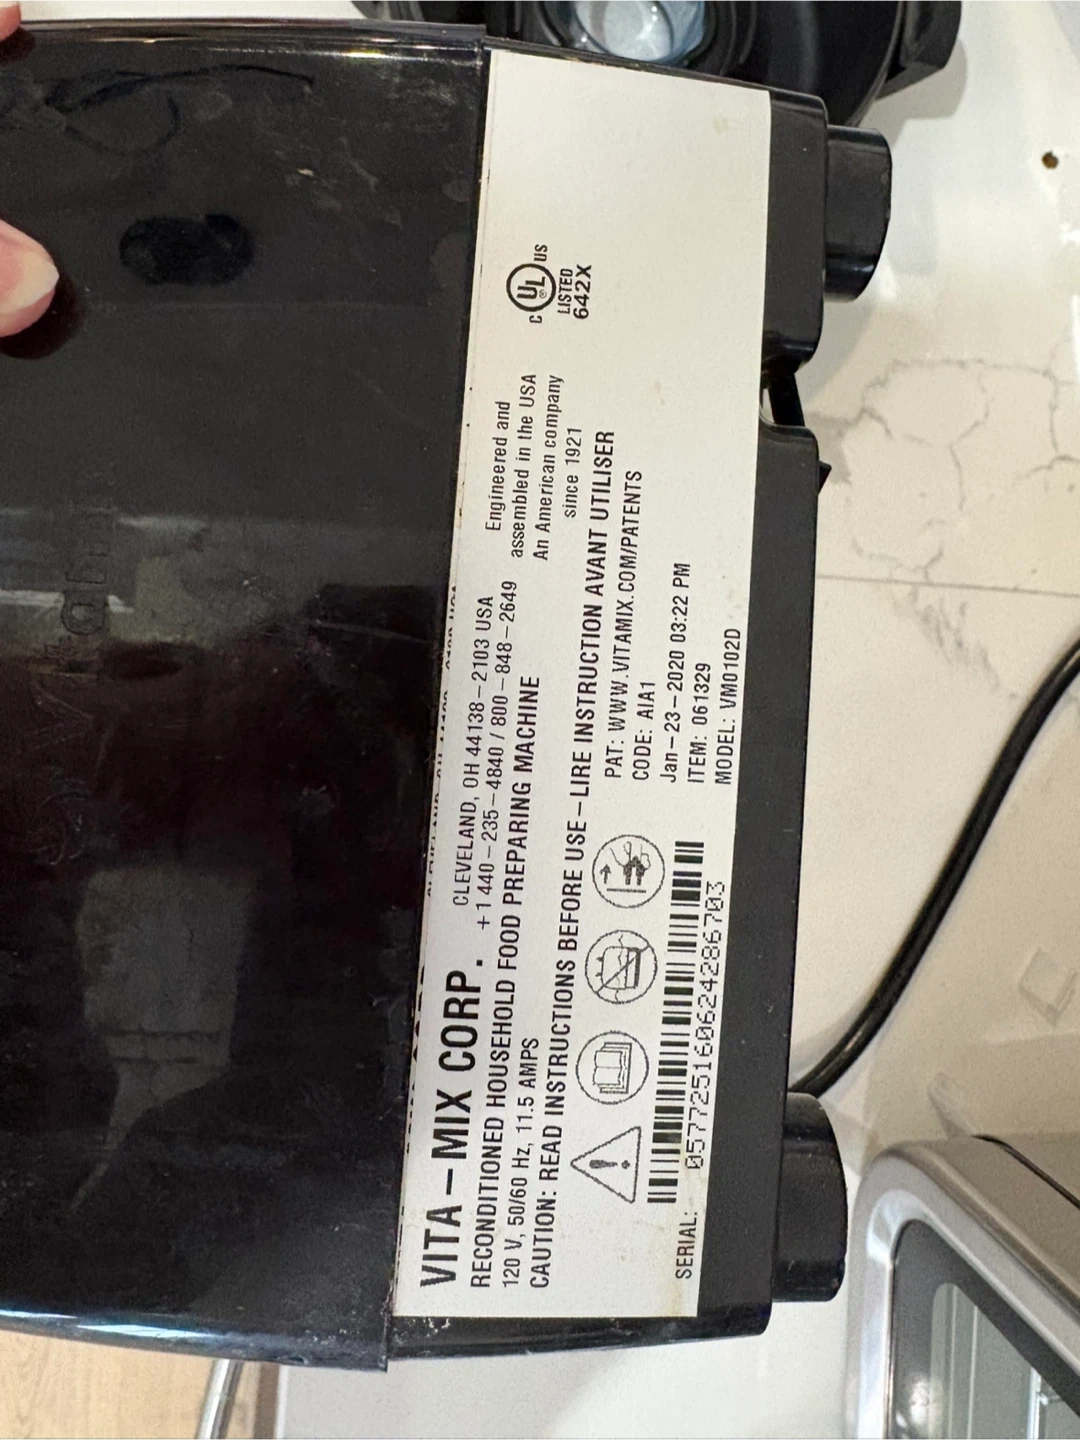 VITA-MIX CORP.
CLEVELAND, OH 44138-2103 USA
+1 440-235-4840 / 800-848-2649
RECONDITIONED HOUSEHOLD FOOD PREPARING MACHINE
120 V, 50/60 Hz, 11.5 AMPS
Engineered and
assembled in the USA
An American company
since 1921
CAUTION: READ INSTRUCTIONS BEFORE USE-LIRE INSTRUCTION AVANT UTILISER
PAT: WWW.VITAMIX.COM/PATENTS
CODE: AIA1
Jan-23-2020 03:22 PM
ITEM: 061329
MODEL: VM0102D
SERIAL: 057725160624286703
C UL US
®
LISTED
642X